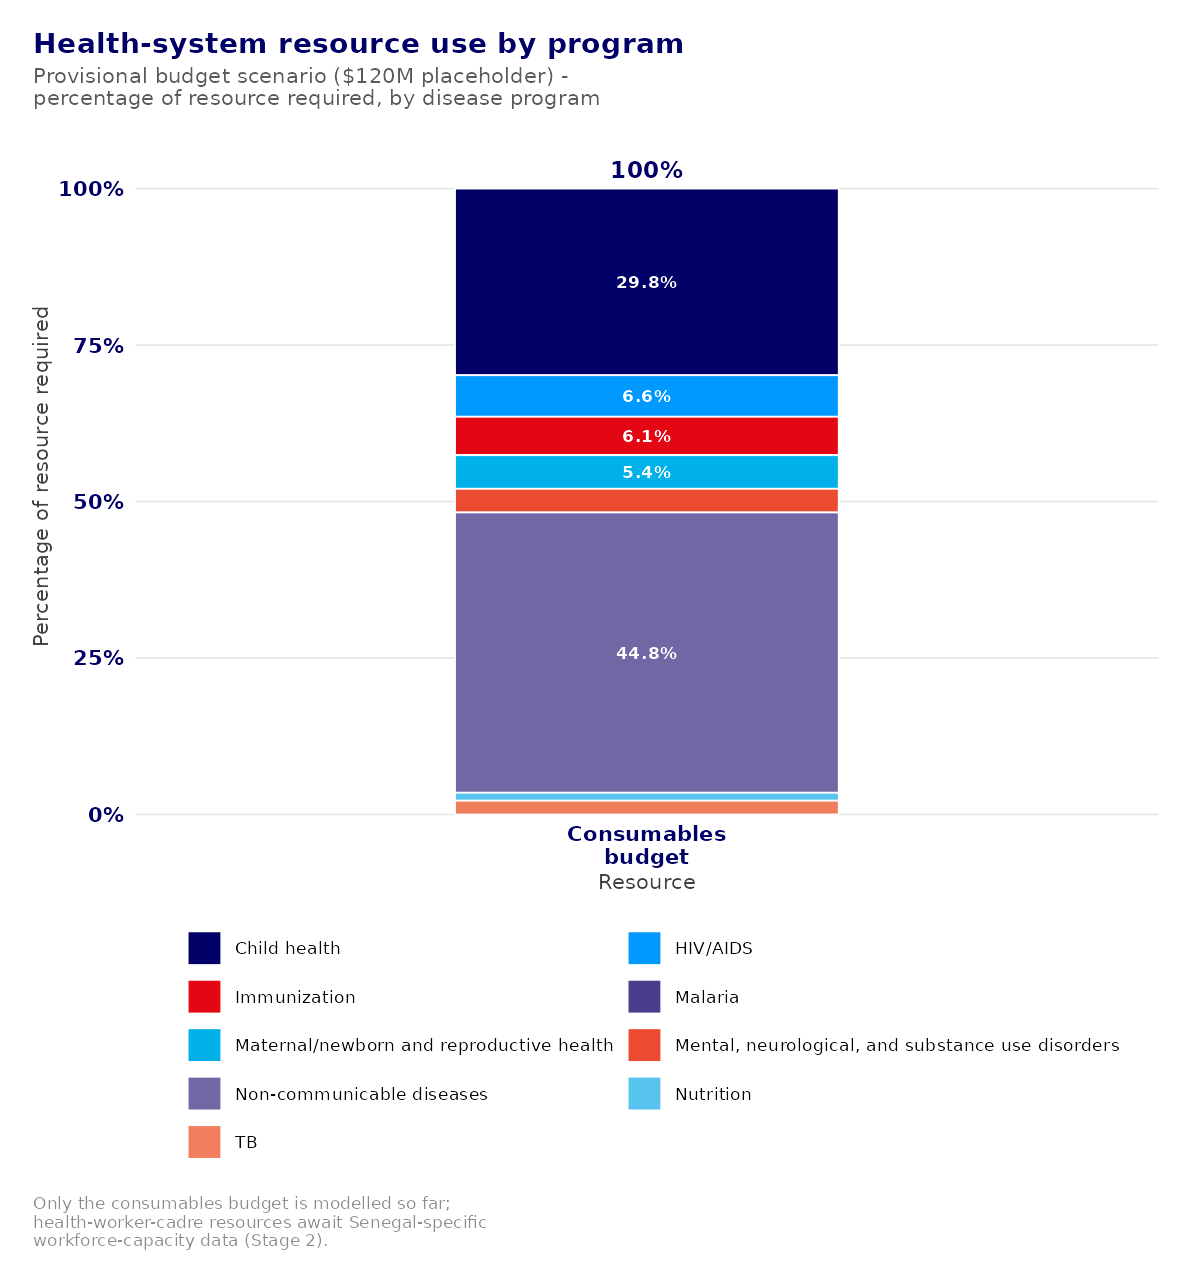 Health-system resource use by program
Provisional budget scenario ($120M placeholder) -
percentage of resource required, by disease program
100%
100%
75%
50%
25%
0%
Percentage of resource required
29.8%
6.6%
6.1%
5.4%
44.8%
Consumables
budget
Resource
Child health
HIV/AIDS
Immunization
Malaria
Maternal/newborn and reproductive health
Mental, neurological, and substance use disorders
Non-communicable diseases
Nutrition
TB
Only the consumables budget is modelled so far;
health-worker-cadre resources await Senegal-specific
workforce-capacity data (Stage 2).